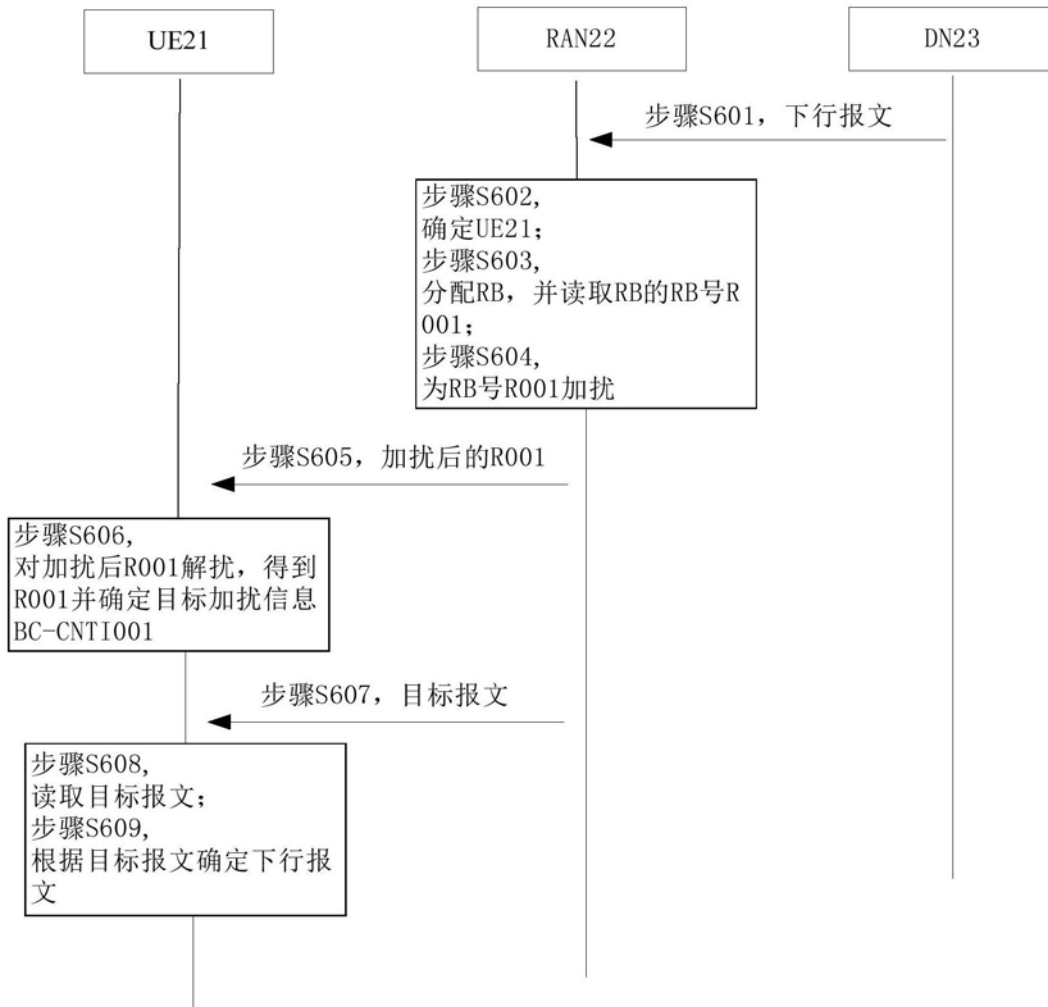 UE21
RAN22
DN23
步骤S601，下行报文
步骤S602,
确定UE21；
步骤S603,
分配RB，并读取RB的RB号R
001；
步骤S604,
为RB号R001加扰
步骤S605，加扰后的R001
步骤S606,
对加扰后R001解扰，得到
R001并确定目标加扰信息
BC-CNTI001
步骤S607，目标报文
步骤S608,
读取目标报文；
步骤S609,
根据目标报文确定下行报
文